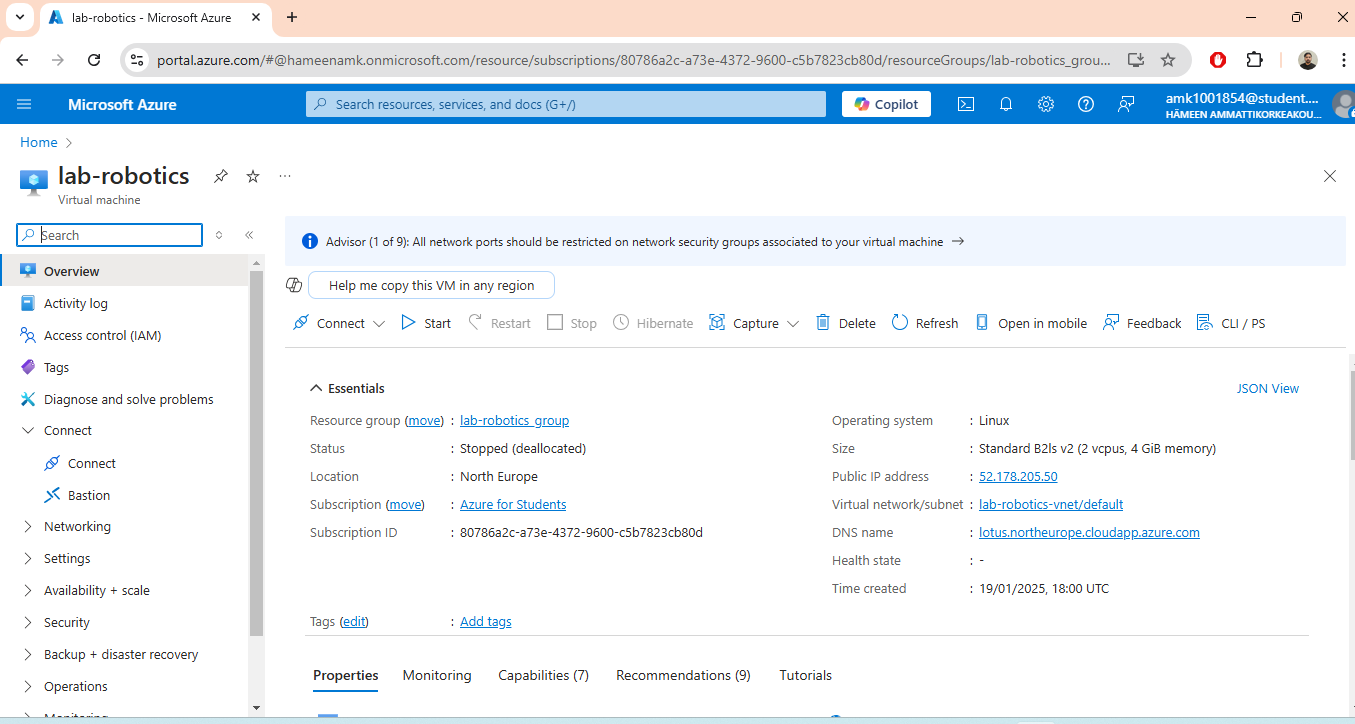 lab-robotics - Microsoft Azure
portal.azure.com/#@hameenamk.onmicrosoft.com/resource/subscriptions/80786a2c-a73e-4372-9600-c5b7823cb80d/resourceGroups/lab-robotics_grou...
Microsoft Azure
Search resources, services, and docs (G+/)
Copilot
amk1001854@student....
HÄMEEN AMMATTIKORKEAKOU...
Home
lab-robotics
Virtual machine
Search
Overview
Activity log
Access control (IAM)
Tags
Diagnose and solve problems
Connect
Connect
Bastion
Networking
Settings
Availability + scale
Security
Backup + disaster recovery
Operations
Monitoring
Advisor (1 of 9): All network ports should be restricted on network security groups associated to your virtual machine
Help me copy this VM in any region
Connect Start Restart Stop Hibernate Capture Delete Refresh Open in mobile Feedback CLI / PS
Essentials
JSON View
Resource group (move) : lab-robotics_group
Status : Stopped (deallocated)
Location : North Europe
Subscription (move) : Azure for Students
Subscription ID : 80786a2c-a73e-4372-9600-c5b7823cb80d
Operating system : Linux
Size : Standard B2ls v2 (2 vcpus, 4 GiB memory)
Public IP address : 52.178.205.50
Virtual network/subnet : lab-robotics-vnet/default
DNS name : lotus.northeurope.cloudapp.azure.com
Health state : -
Time created : 19/01/2025, 18:00 UTC
Tags (edit) : Add tags
Properties Monitoring Capabilities (7) Recommendations (9) Tutorials